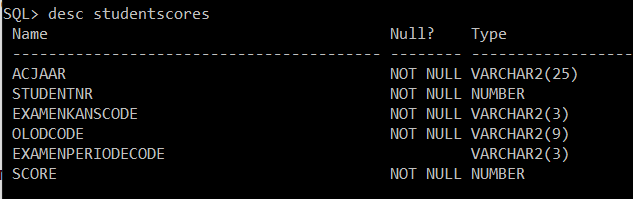 SQL> desc studentscores
Name Null? Type
----------------------------------------- -------- ------------------
ACJAAR NOT NULL VARCHAR2(25)
STUDENTNR NOT NULL NUMBER
EXAMENKANSCODE NOT NULL VARCHAR2(3)
OLODCODE NOT NULL VARCHAR2(9)
EXAMENPERIODECODE VARCHAR2(3)
SCORE NOT NULL NUMBER